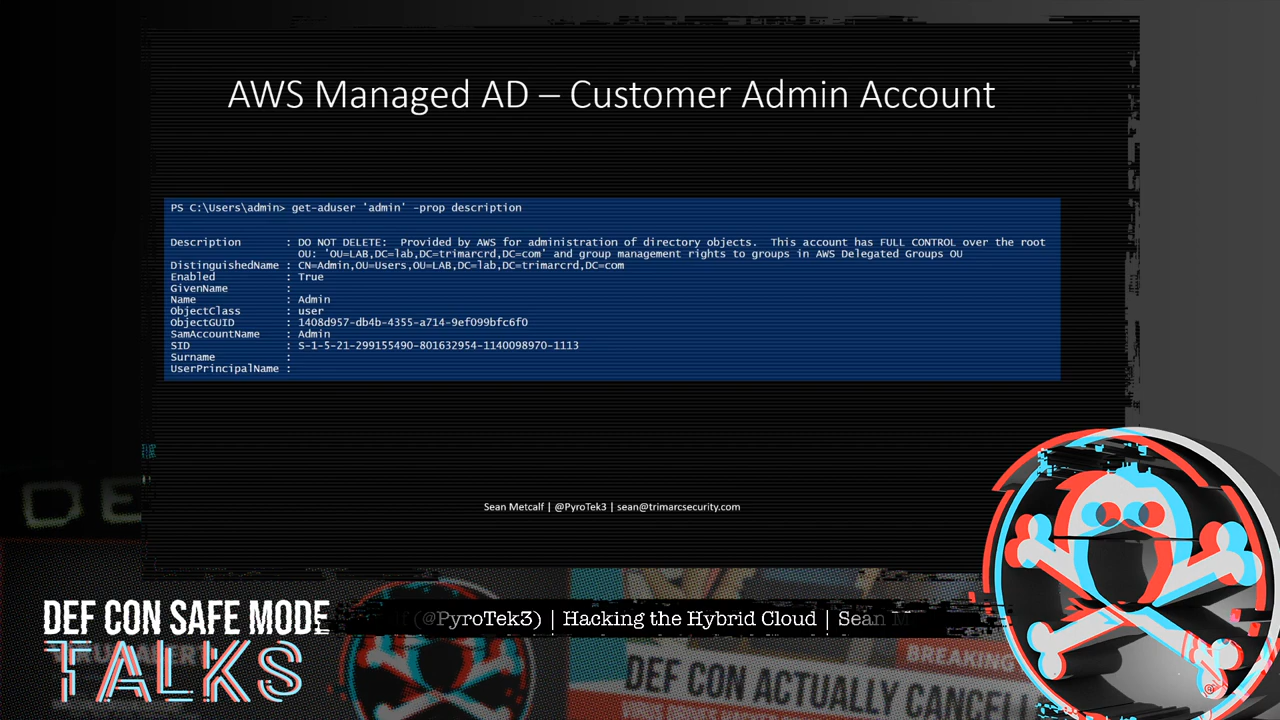 AWS Managed AD – Customer Admin Account
PS C:\Users\admin> get-aduser 'admin' -prop description
Description : DO NOT DELETE: Provided by AWS for administration of directory objects. This account has FULL CONTROL over the root
OU: 'OU=LAB,DC=lab,DC=trimarcrd,DC=com' and group management rights to groups in AWS Delegated Groups OU
DistinguishedName : CN=Admin,OU=Users,OU=LAB,DC=lab,DC=trimarcrd,DC=com
Enabled : True
GivenName :
Name : Admin
ObjectClass : user
ObjectGUID : 1408d957-db4b-4355-a714-9ef099bfc6f0
SamAccountName : Admin
SID : S-1-5-21-299155490-801632954-1140098970-1113
Surname :
UserPrincipalName :
Sean Metcalf | @PyroTek3 | sean@trimarcsecurity.com
DEF CON SAFE MODE
TALKS
(@PyroTek3) | Hacking the Hybrid Cloud | Sean M
BREAKING
DEF CON ACTUALLY CANCELL